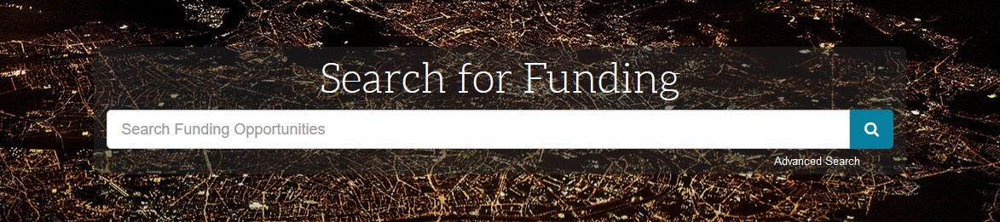 Search for Funding
Search Funding Opportunities
Advanced Search